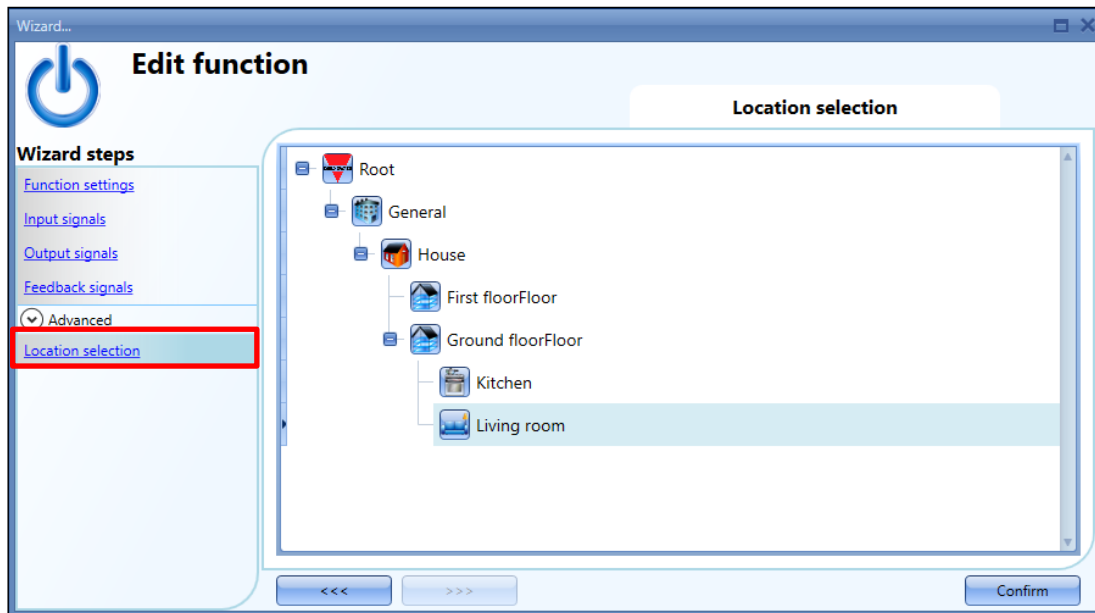 Wizard...
Edit function
Location selection
Wizard steps
Function settings
Input signals
Output signals
Feedback signals
Advanced
Location selection
Root
General
House
First floorFloor
Ground floorFloor
Kitchen
Living room
<<<
>>>
Confirm